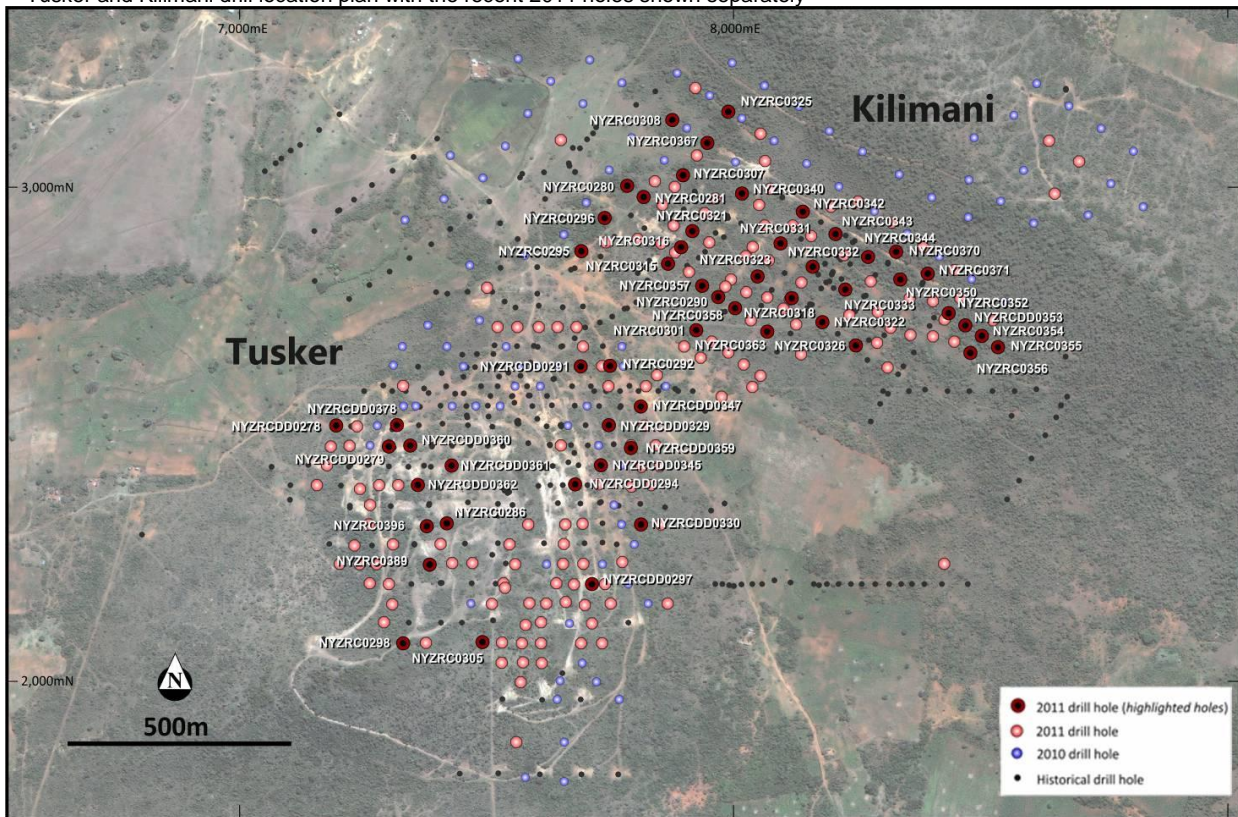 Tusker and Kilimani drill location plan with the recent 2011 holes shown separately
7,000mE
8,000mE
Kilimani
NYZRC0325
NYZRC0308
NYZRC0367
NYZRC0307
3,000mN
NYZRC0280
NYZRC0340
NYZRC0281
NYZRC0342
NYZRC0296
NYZRC0321
NYZRC0343
NYZRC0331
NYZRC0316
NYZRC0344
NYZRC0295
NYZRC0332
NYZRC0370
NYZRC0323
NYZRC0315
NYZRC0371
NYZRC0357
NYZRC0350
NYZRC0290
NYZRC0333
NYZRC0352
NYZRC0358
NYZRC0318
NYZRCDD0353
NYZRC0322
NYZRC0301
NYZRC0354
NYZRC0363
NYZRC0326
NYZRC0355
Tusker
NYZRCDD0291
NYZRC0292
NYZRC0356
NYZRCDD0378
NYZRCDD0347
NYZRCDD0278
NYZRCDD0329
NYZRCDD0360
NYZRCDD0359
NYZRCDD0279
NYZRCDD0361
NYZRCDD0345
NYZRCDD0362
NYZRCDD0294
NYZRC0286
NYZRC0396
NYZRCDD0330
NYZRC0389
NYZRCDD0297
NYZRC0298
NYZRC0305
2,000mN
N
500m
2011 drill hole (highlighted holes)
2011 drill hole
2010 drill hole
Historical drill hole